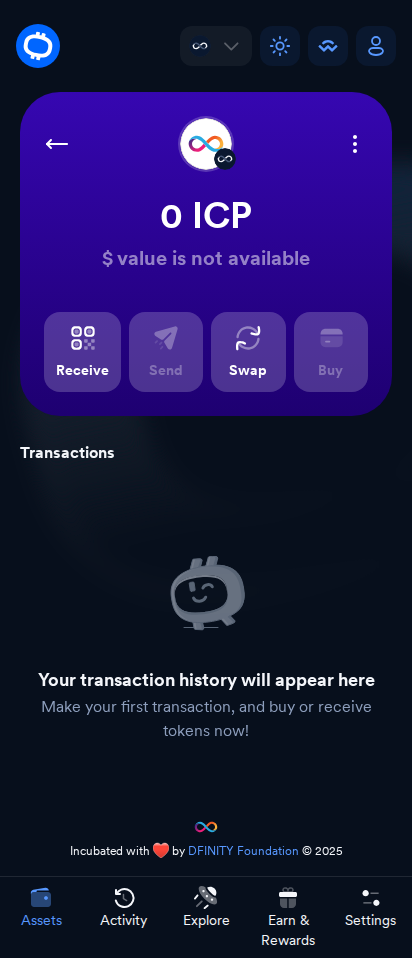 0 ICP
$ value is not available
Receive
Send
Swap
Buy
Transactions
Your transaction history will appear here
Make your first transaction, and buy or receive
tokens now!
Incubated with ❤️ by DFINITY Foundation © 2025
Assets
Activity
Explore
Earn &
Rewards
Settings